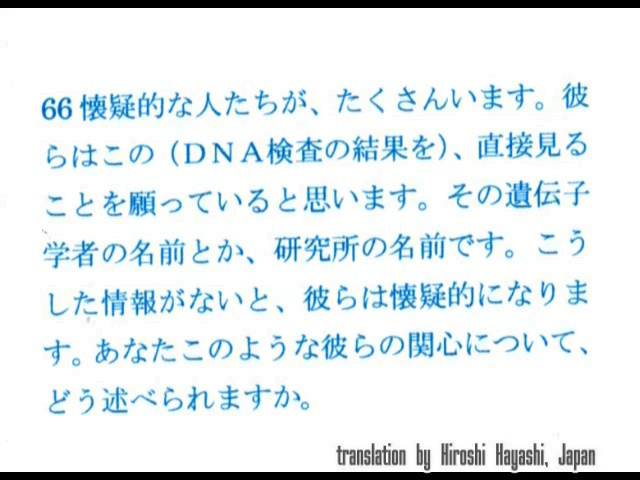 66 懐疑的な人たちが、たくさんいます。彼
らはこの（DNA検査の結果を）、直接見る
ことを願っていると思います。その遺伝子
学者の名前とか、研究所の名前です。こう
した情報がないと、彼らは懐疑的になりま
す。あなたこのような彼らの関心について、
どう述べられますか。
translation by Hiroshi Hayashi, Japan